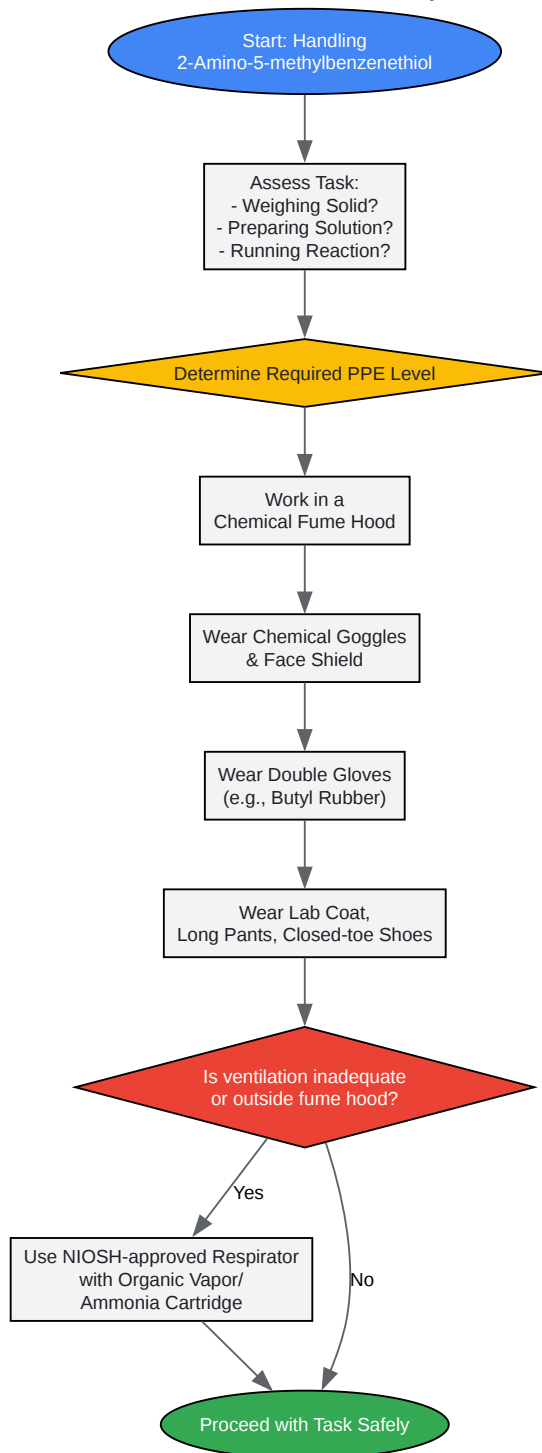 Start: Handling
2-Amino-5-methylbenzenethiol
Assess Task:
- Weighing Solid?
- Preparing Solution?
- Running Reaction?
Determine Required PPE Level
Work in a
Chemical Fume Hood
Wear Chemical Goggles
& Face Shield
Wear Double Gloves
(e.g., Butyl Rubber)
Wear Lab Coat,
Long Pants, Closed-toe Shoes
Is ventilation inadequate
or outside fume hood?
Yes
Use NIOSH-approved Respirator
with Organic Vapor/
Ammonia Cartridge
No
Proceed with Task Safely